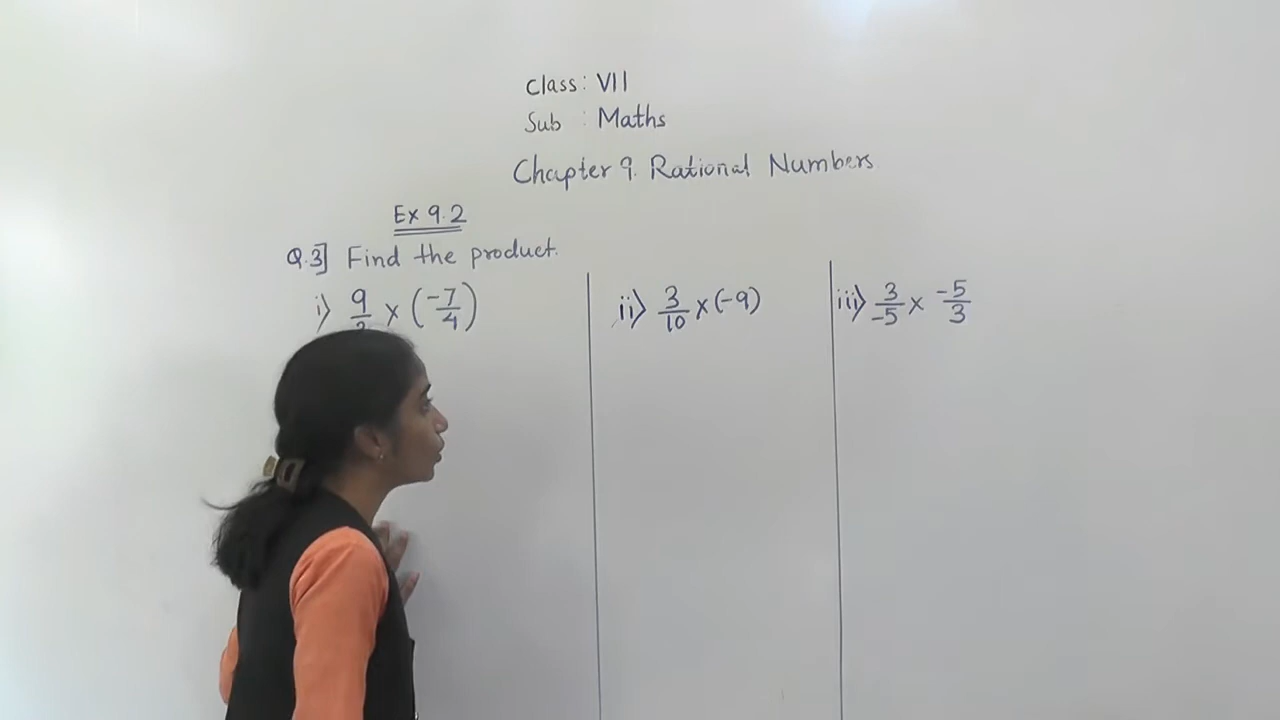 Class: VII
Sub : Maths
Chapter 9. Rational Numbers
Ex 9.2
Q.3] Find the product.
i) 9/2 × (-7/4)
ii) 3/10 × (-9)
iii) 3/-5 × -5/3